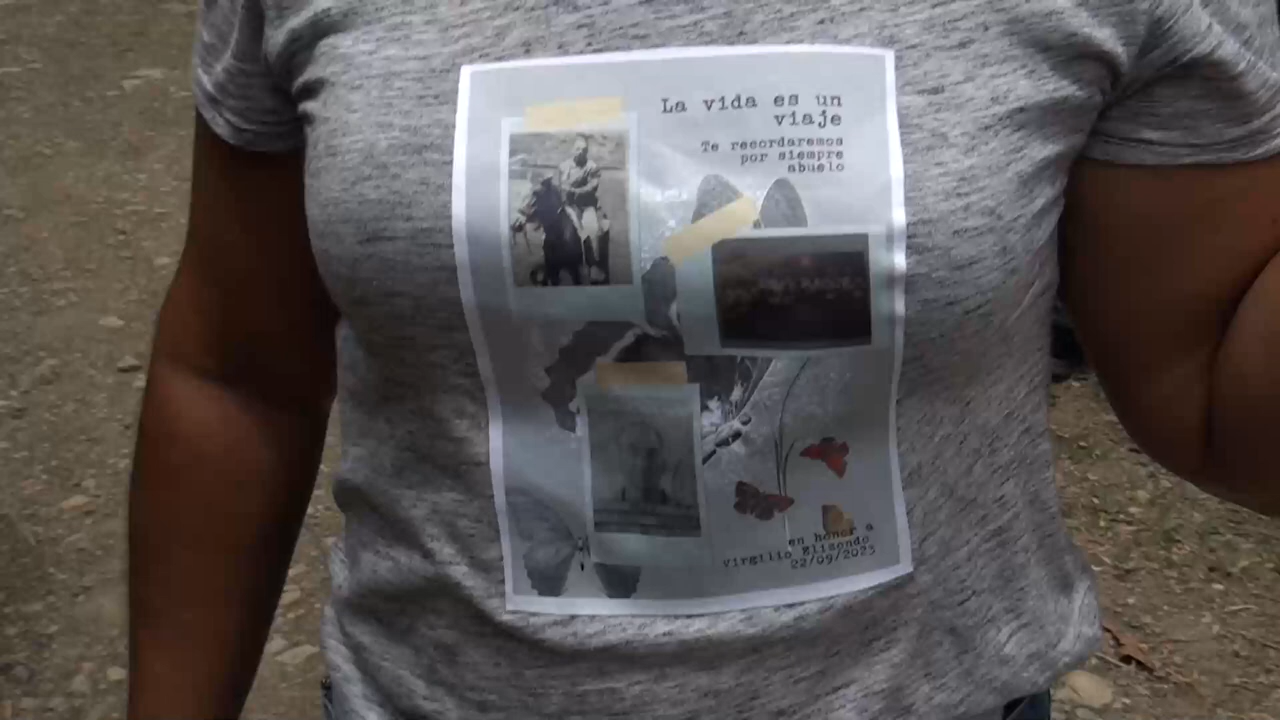 La vida es un
viaje
Te recordaremos
por siempre
abuelo
en honor a
Virgilio Elizondo
22/09/2023